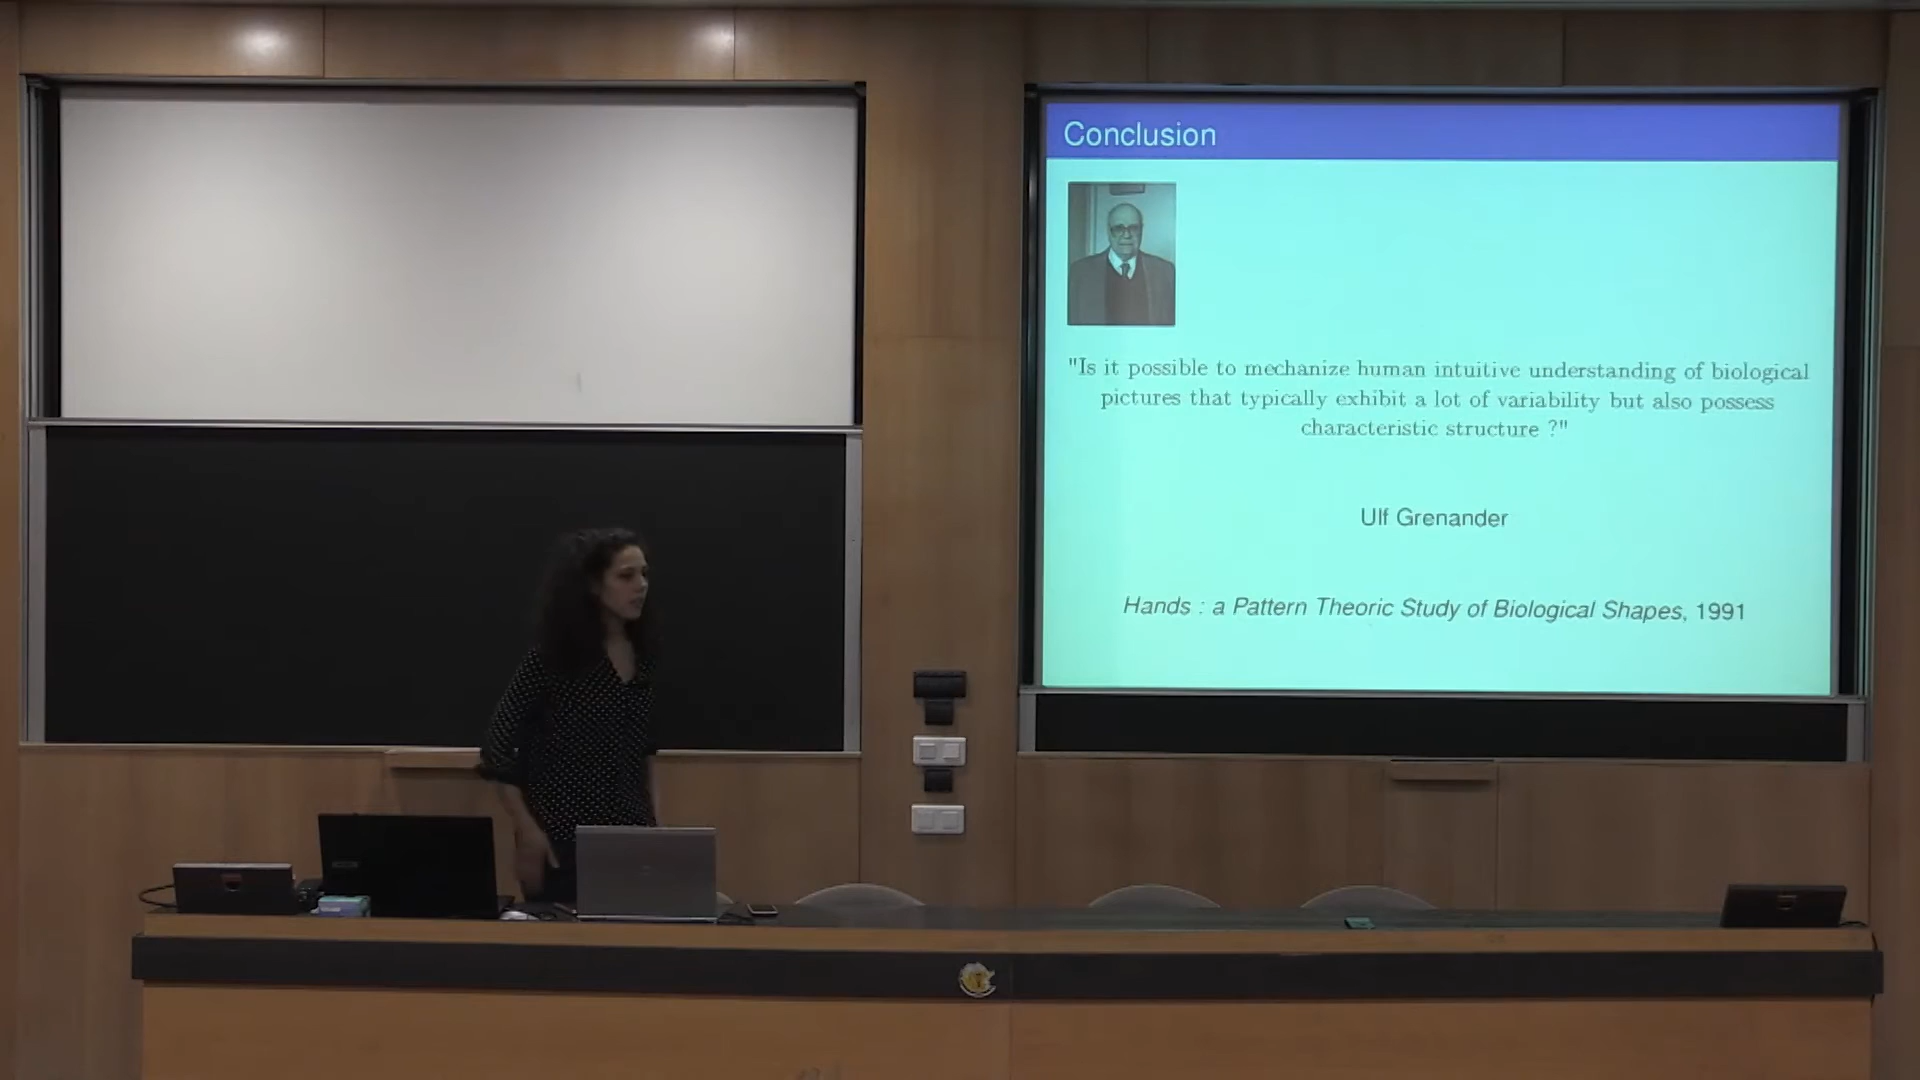 Conclusion
"Is it possible to mechanize human intuitive understanding of biological
pictures that typically exhibit a lot of variability but also possess
characteristic structure ?"
Ulf Grenander
Hands : a Pattern Theoric Study of Biological Shapes, 1991